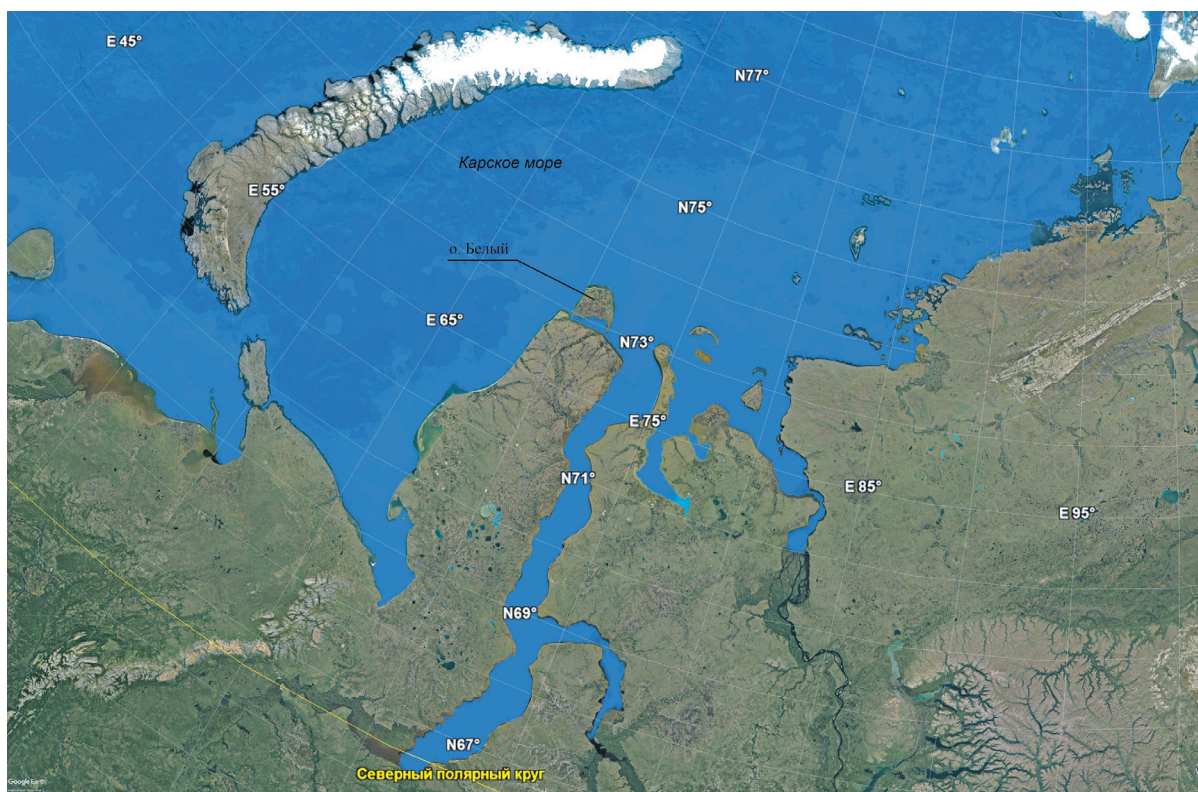 E 45°
N77°
Карское море
E 55°
N75°
о. Белый
E 65°
N73°
E 75°
N71°
E 85°
E 95°
N69°
N67°
Северный полярный круг
Google Earth